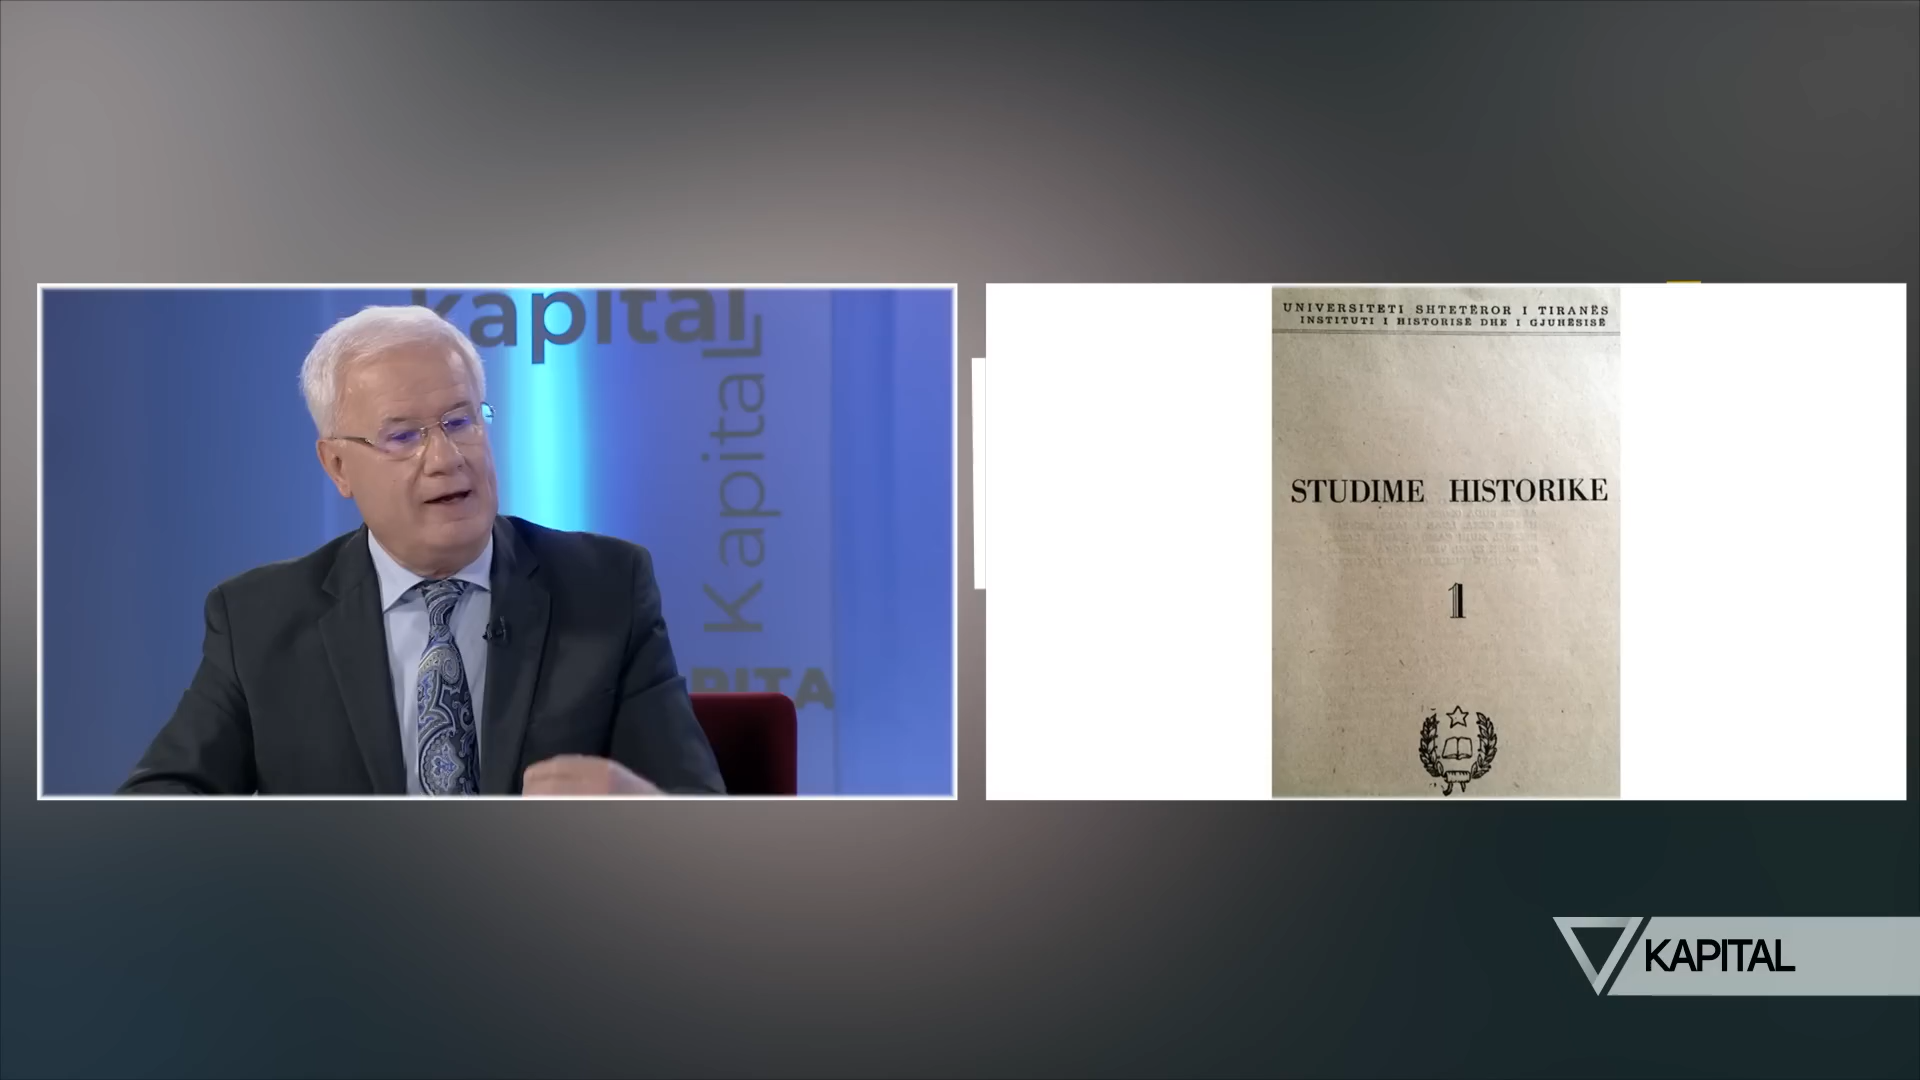 kapital
Kapital
PITA
UNIVERSITETI SHTETËROR I TIRANËS
INSTITUTI I HISTORISË DHE I GJUHËSISË
STUDIME HISTORIKE
1
KAPITAL